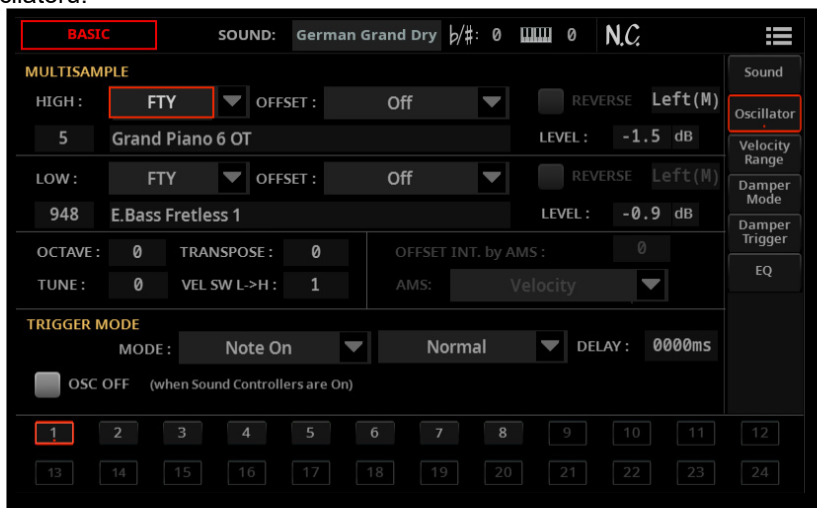 BASIC SOUND: German Grand Dry ♭/♯: 0 0 N.C.
MULTISAMPLE
HIGH : FTY OFFSET : Off REVERSE Left(M)
5 Grand Piano 6 OT LEVEL : -1.5 dB
LOW : FTY OFFSET : Off REVERSE Left(M)
948 E.Bass Fretless 1 LEVEL : -0.9 dB
OCTAVE : 0 TRANSPOSE : 0 OFFSET INT. by AMS : 0
TUNE : 0 VEL SW L->H : 1 AMS: Velocity
TRIGGER MODE
MODE : Note On Normal DELAY : 0000ms
OSC OFF (when Sound Controllers are On)
1 2 3 4 5 6 7 8 9 10 11 12
13 14 15 16 17 18 19 20 21 22 23 24
Sound
Oscillator
Velocity
Range
Damper
Mode
Damper
Trigger
EQ